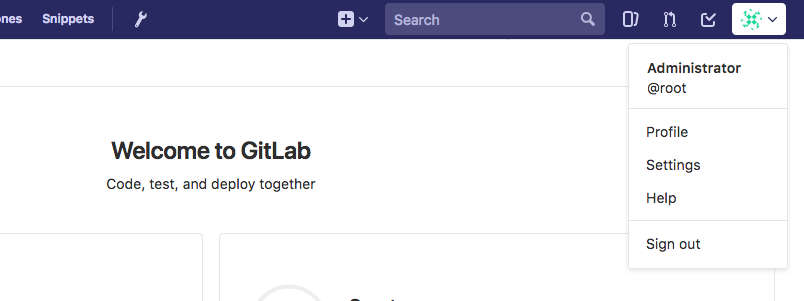 Snippets
Search
Administrator
@root
Welcome to GitLab
Code, test, and deploy together
Profile
Settings
Help
Sign out